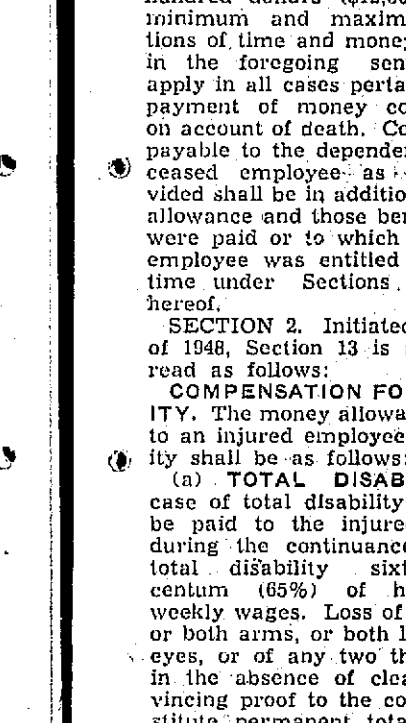 minimum and maxim
tions of time and mone
in the foregoing sen
apply in all cases perta
payment of money co
on account of death. Co
payable to the depende
ceased employee as
vided shall be in additio
allowance and those ber
were paid or to which
employee was entitled
time under Sections
hereof.
SECTION 2. Initiated
of 1948, Section 13 is
read as follows:
COMPENSATION FO
ITY. The money allowa
to an injured employee
ity shall be as follows:
(a) TOTAL DISAB
case of total disability
be paid to the injure
during the continuance
total disability sixt
centum (65%) of h
weekly wages. Loss of
or both arms, or both l
eyes, or of any two th
in the absence of clea
vincing proof to the co
stitute permanent tota